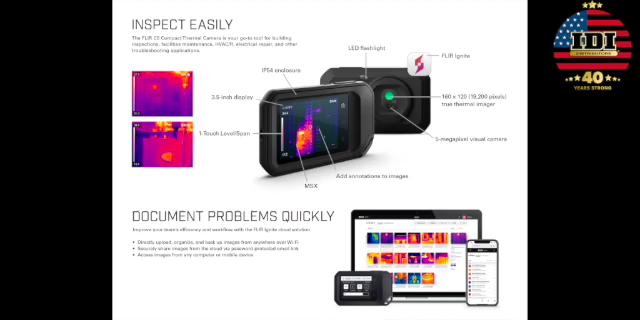 INSPECT EASILY
The FLIR C5 Compact Thermal Camera is your go-to tool for building
inspections, facilities maintenance, HVAC/R, electrical repair, and other
troubleshooting applications.
LED flashlight
FLIR Ignite
IP54 enclosure
3.5-inch display
160 × 120 (19,200 pixels)
true thermal imager
1-Touch Level/Span
5-megapixel visual camera
Add annotations to images
MSX
IDI
DISTRIBUTORS
40
YEARS STRONG
DOCUMENT PROBLEMS QUICKLY
Improve your team's efficiency and workflow with the FLIR Ignite cloud solution.
• Directly upload, organize, and back up images from anywhere over Wi-Fi
• Securely share images from the cloud via password protected email link
• Access images from any computer or mobile device